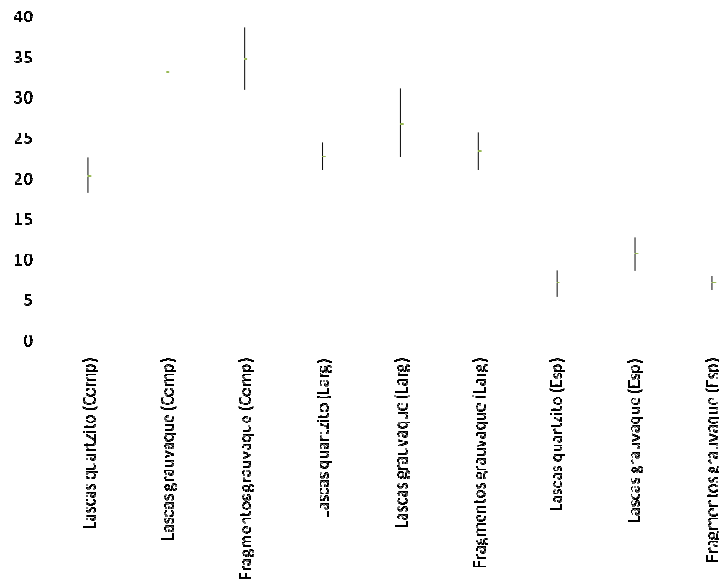 40
35
30
25
20
15
10
5
0
Lascas quartzito (Comp)
Lascas grauvaque (Comp)
Fragmentos grauvaque (Comp)
Lascas quartzito (Larg)
Lascas grauvaque (Larg)
Fragmentos grauvaque (Larg)
Lascas quartzito (Esp)
Lascas grauvaque (Esp)
Fragmentos grauvaque (Esp)